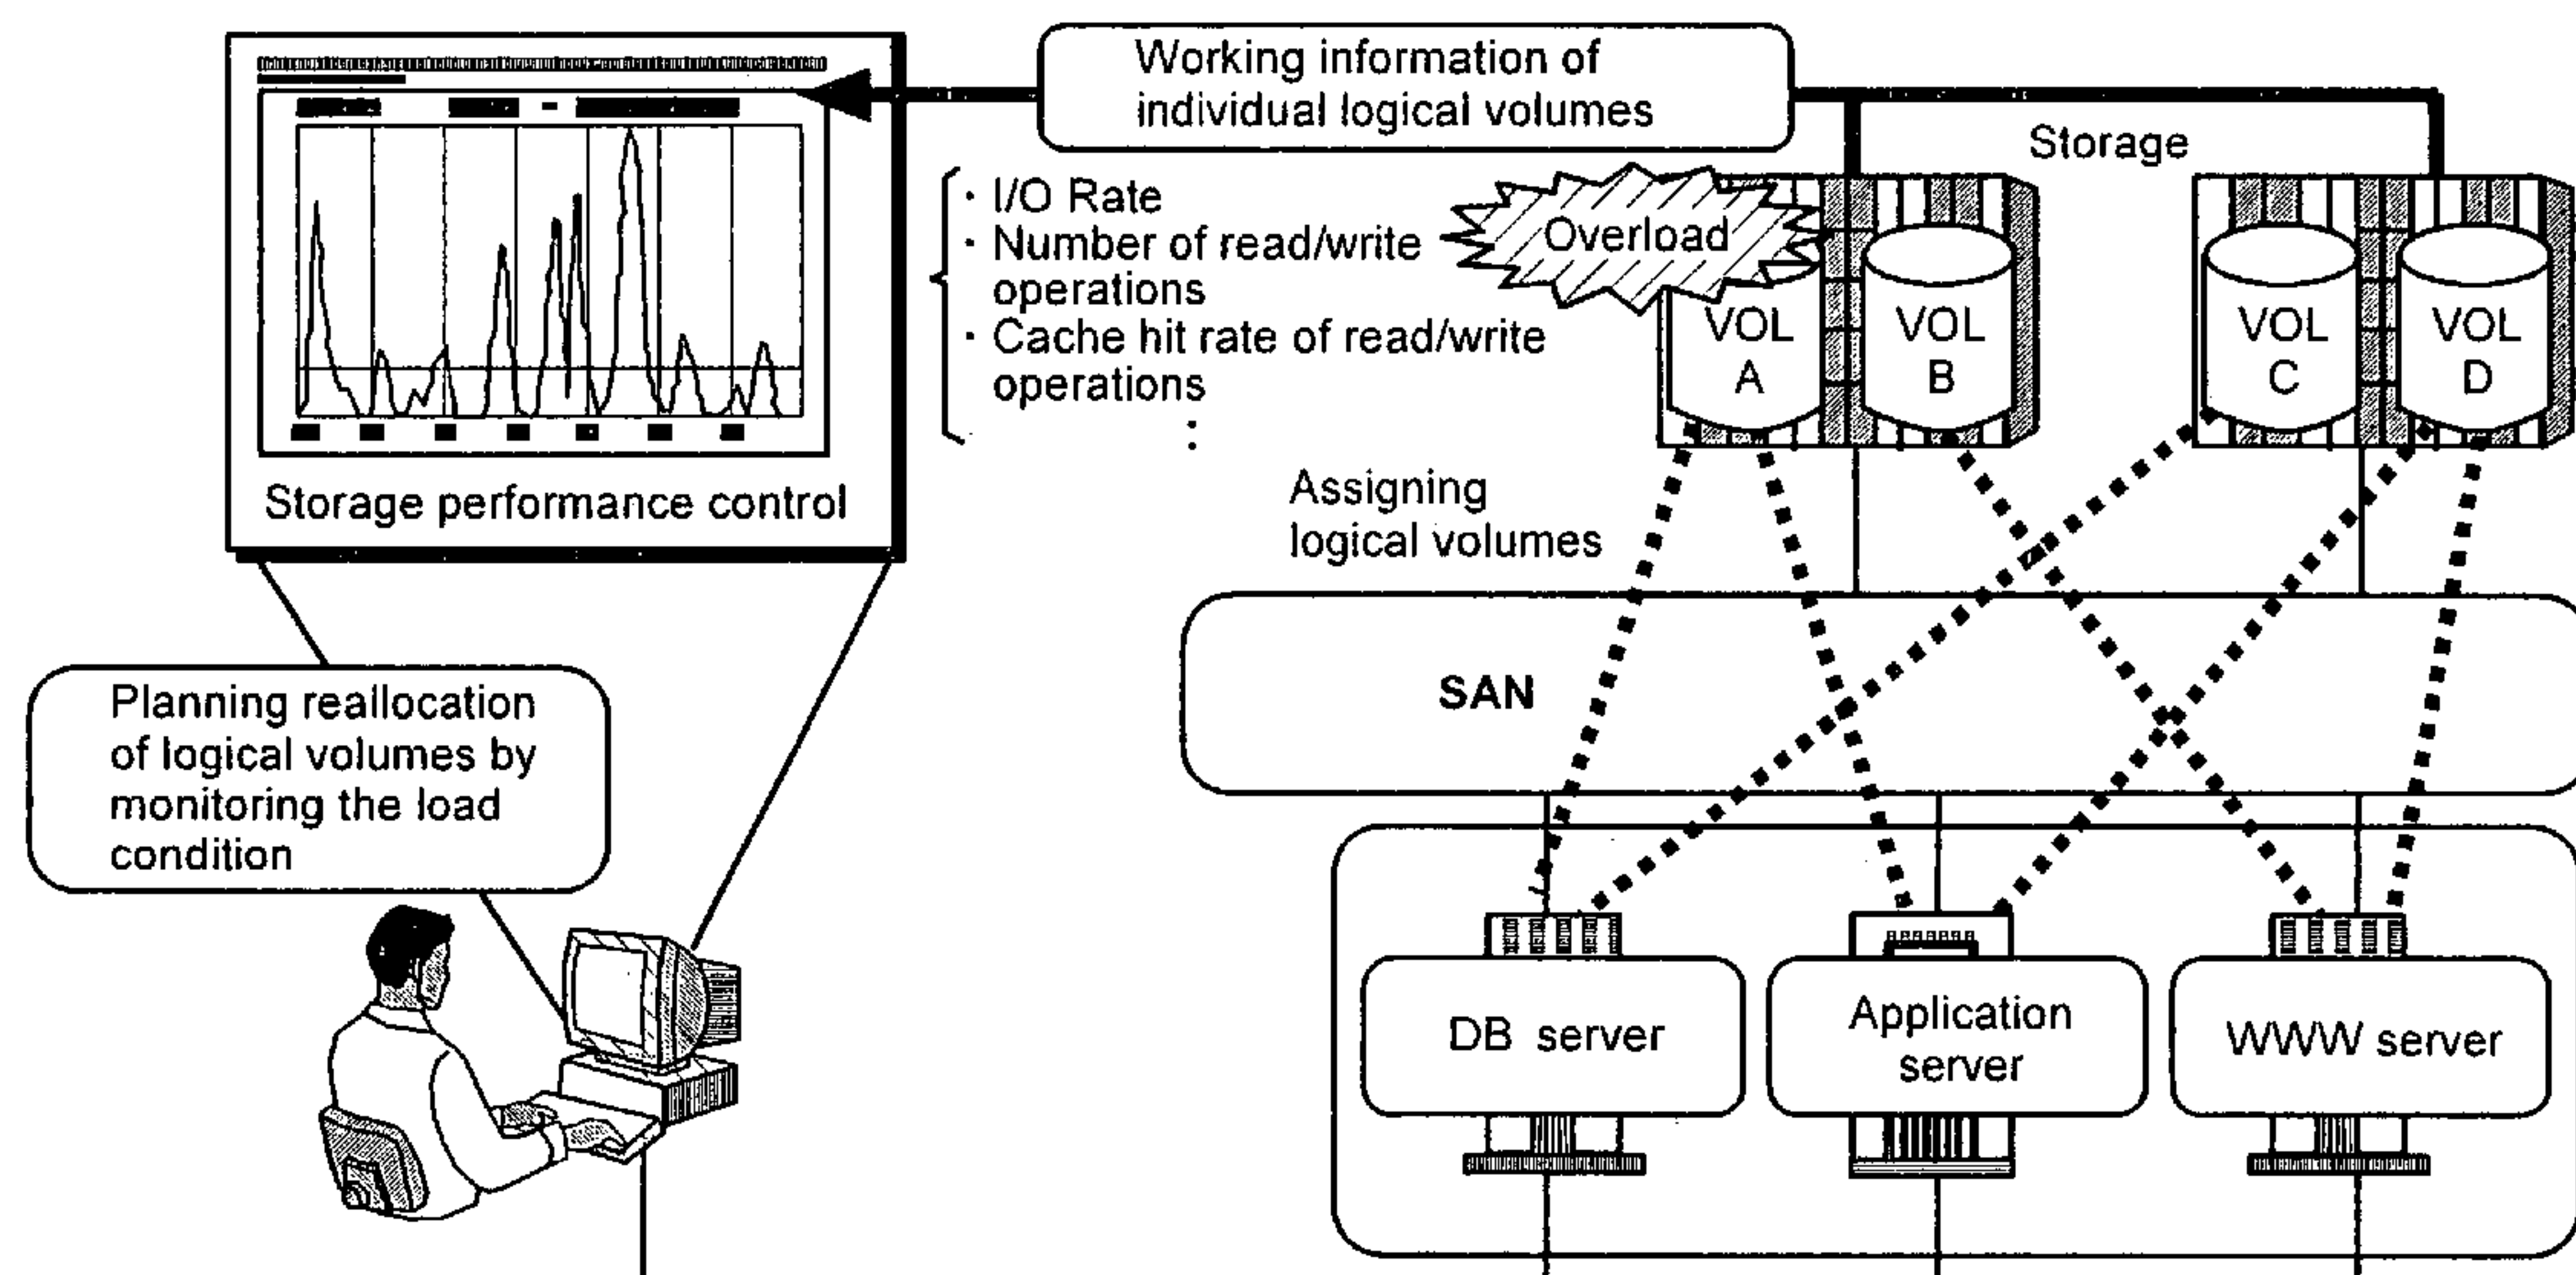 Working information of
individual logical volumes
Storage
· I/O Rate
· Number of read/write
operations
· Cache hit rate of read/write
operations
:
Overload
VOL
A
VOL
B
VOL
C
VOL
D
Storage performance control
Assigning
logical volumes
SAN
Planning reallocation
of logical volumes by
monitoring the load
condition
DB server
Application
server
WWW server